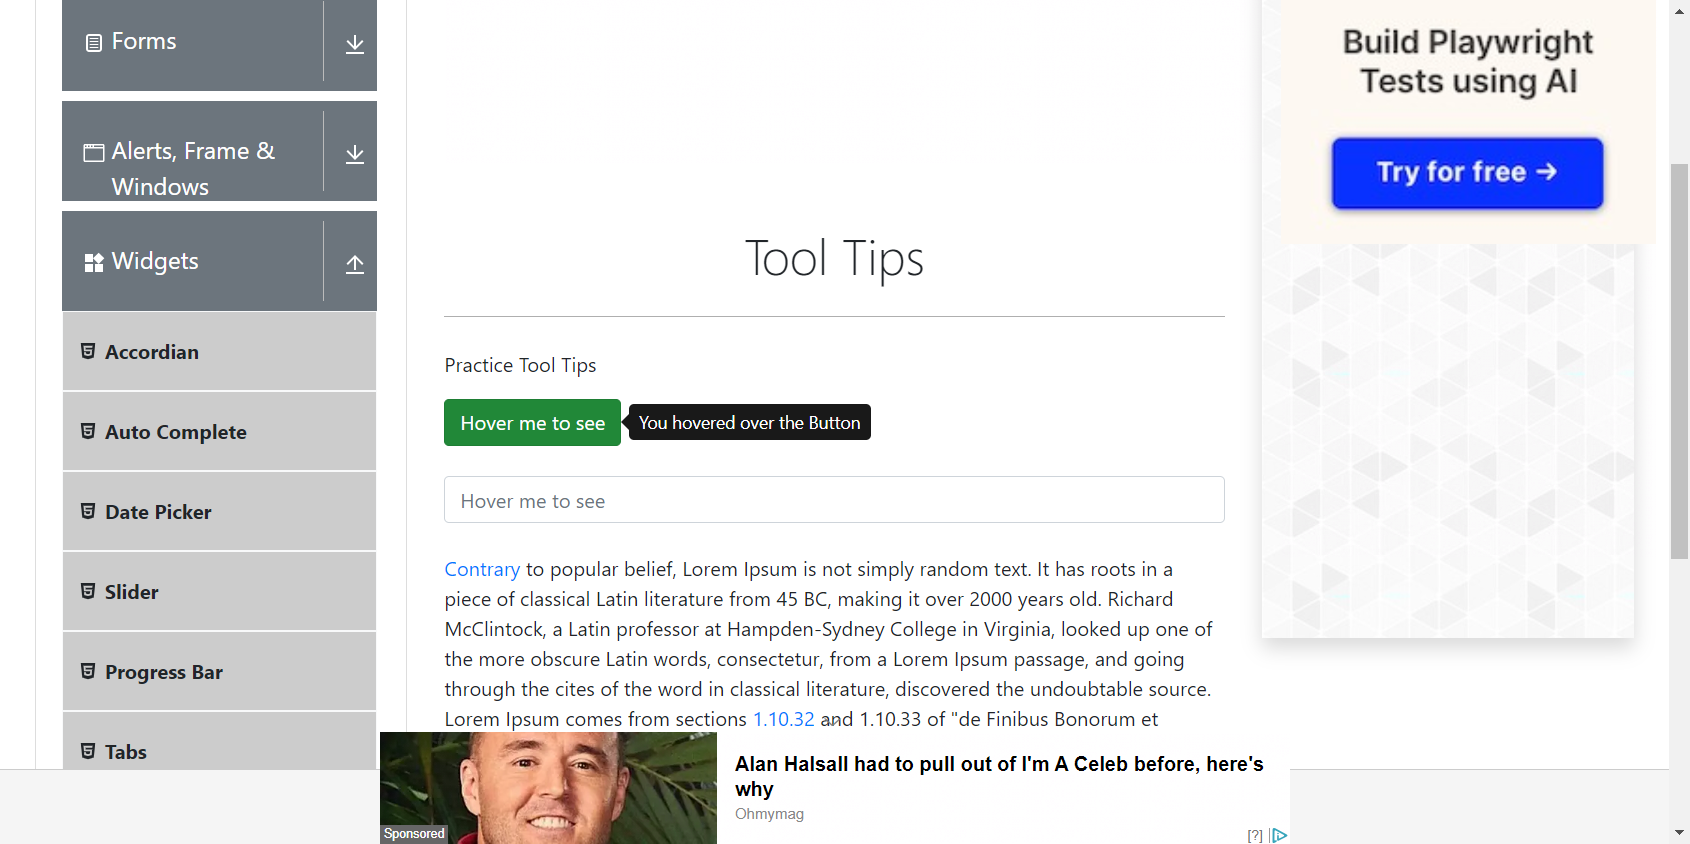 Forms
Alerts, Frame &
Windows
Widgets
Accordian
Auto Complete
Date Picker
Slider
Progress Bar
Tabs
Tool Tips
Practice Tool Tips
Hover me to see
You hovered over the Button
Hover me to see
Contrary to popular belief, Lorem Ipsum is not simply random text. It has roots in a
piece of classical Latin literature from 45 BC, making it over 2000 years old. Richard
McClintock, a Latin professor at Hampden-Sydney College in Virginia, looked up one of
the more obscure Latin words, consectetur, from a Lorem Ipsum passage, and going
through the cites of the word in classical literature, discovered the undoubtable source.
Lorem Ipsum comes from sections 1.10.32 and 1.10.33 of "de Finibus Bonorum et
Build Playwright
Tests using AI
Try for free →
Sponsored
Alan Halsall had to pull out of I'm A Celeb before, here's
why
Ohmymag
[?]